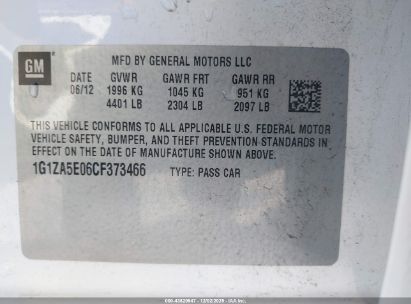 GM
MFD BY GENERAL MOTORS LLC
06/12 GVWR GAWR FRT GAWR RR
1996 KG 1045 KG 951 KG
4401 LB 2304 LB 2097 LB
THIS VEHICLE CONFORMS TO ALL APPLICABLE U.S. FEDERAL MOTOR
VEHICLE SAFETY, BUMPER, AND THEFT PREVENTION STANDARDS IN
EFFECT ON THE DATE OF MANUFACTURE SHOWN ABOVE.
1G1ZA5E06CF373466 TYPE: PASS CAR